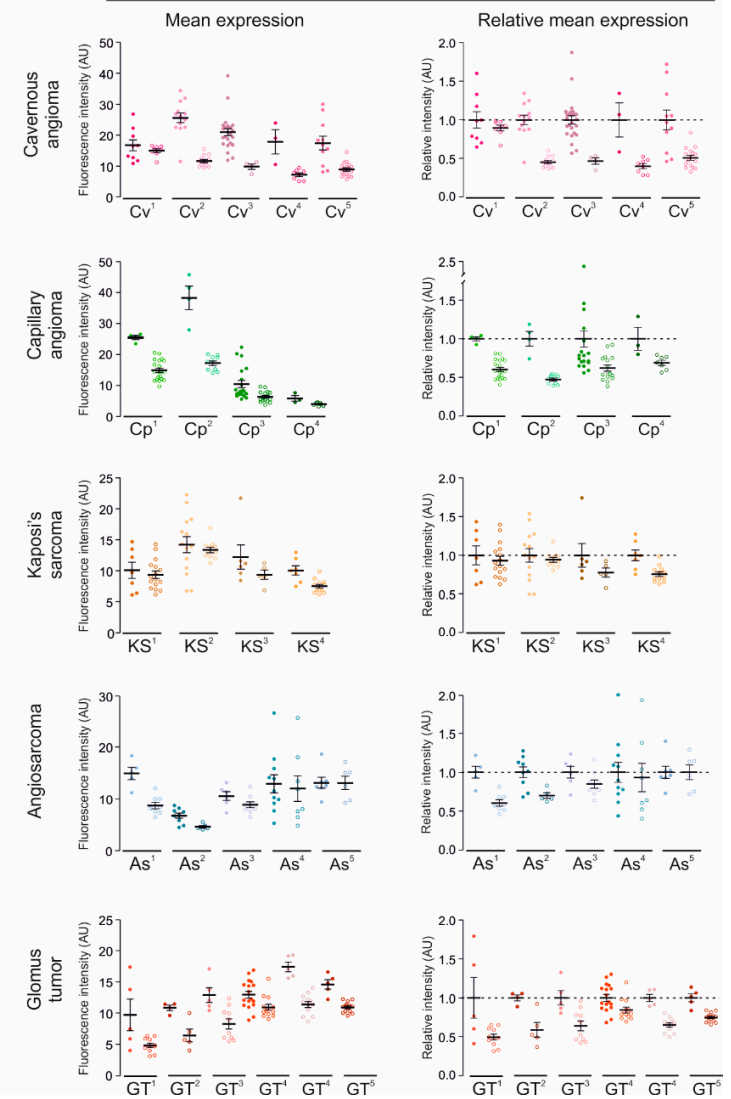 Mean expression
Relative mean expression
Cavernous
angioma
Fluorescence intensity (AU)
50
40
30
20
10
0
Cv¹ Cv² Cv³ Cv⁴ Cv⁵
Relative intensity (AU)
2.0
1.5
1.0
0.5
0.0
Cv¹ Cv² Cv³ Cv⁴ Cv⁵
Capillary
angioma
Fluorescence intensity (AU)
50
40
30
20
10
0
Cp¹ Cp² Cp³ Cp⁴
Relative intensity (AU)
2.5
1.5
1.0
0.5
0.0
Cp¹ Cp² Cp³ Cp⁴
Kaposi's
sarcoma
Fluorescence intensity (AU)
25
20
15
10
5
0
KS¹ KS² KS³ KS⁴
Relative intensity (AU)
2.0
1.5
1.0
0.5
0.0
KS¹ KS² KS³ KS⁴
Angiosarcoma
Fluorescence intensity (AU)
30
20
10
0
As¹ As² As³ As⁴ As⁵
Relative intensity (AU)
2.0
1.5
1.0
0.5
0.0
As¹ As² As³ As⁴ As⁵
Glomus
tumor
Fluorescence intensity (AU)
25
20
15
10
5
0
GT¹ GT² GT³ GT⁴ GT⁴ GT⁵
Relative intensity (AU)
2.0
1.5
1.0
0.5
0.0
GT¹ GT² GT³ GT⁴ GT⁴ GT⁵